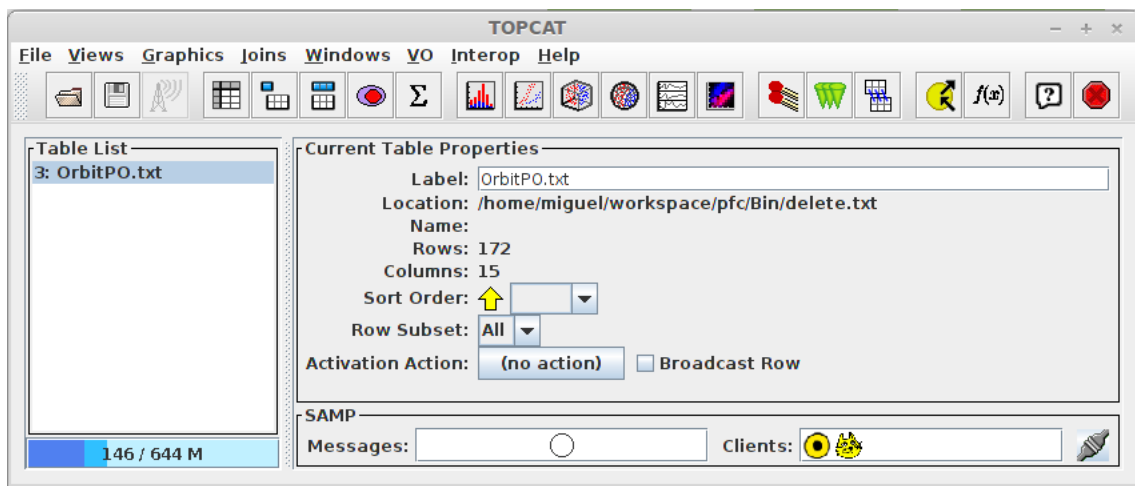 TOPCAT
File Views Graphics Joins Windows VO Interop Help
Σ f(x) ?
Table List
3: OrbitPO.txt
146 / 644 M
Current Table Properties
Label: OrbitPO.txt
Location: /home/miguel/workspace/pfc/Bin/delete.txt
Name:
Rows: 172
Columns: 15
Sort Order:
Row Subset: All
Activation Action: (no action) Broadcast Row
SAMP
Messages: Clients: